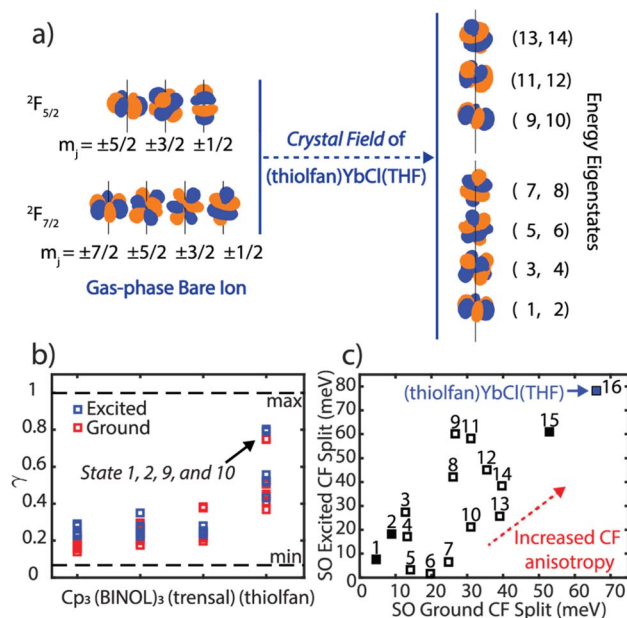 a)
²F₅/₂
mⱼ= ±5/2 ±3/2 ±1/2
²F₇/₂
mⱼ= ±7/2 ±5/2 ±3/2 ±1/2
Gas-phase Bare Ion
Crystal Field of
(thiolfan)YbCl(THF)
(13, 14)
(11, 12)
( 9, 10)
( 7, 8)
( 5, 6)
( 3, 4)
( 1, 2)
Energy Eigenstates
b)
γ
1
0.8
0.6
0.4
0.2
0
max
Excited
Ground
State 1, 2, 9, and 10
min
Cp₃ (BINOL)₃ (trensal) (thiolfan)
c)
SO Excited CF Split (meV)
80
70
60
50
40
30
20
10
0
(thiolfan)YbCl(THF) 16
9 11 15
8 12 14
3
2 4 10 13
1 5 6 7
Increased CF
anisotropy
0 10 20 30 40 50 60 70
SO Ground CF Split (meV)